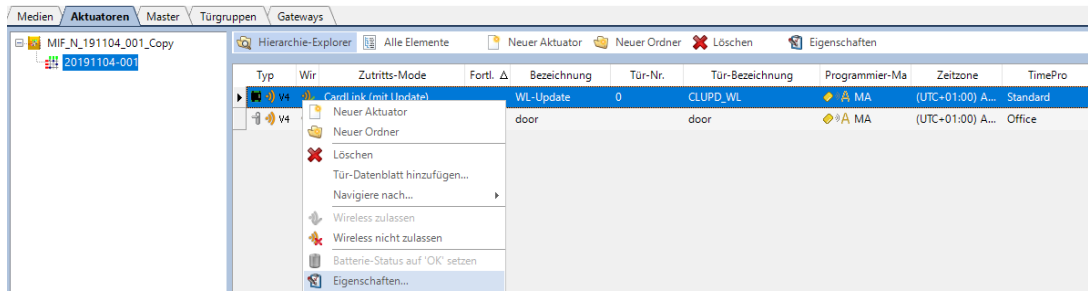 Medien Aktuatoren Master Türgruppen Gateways
MIF_N_191104_001_Copy
20191104-001
Hierarchie-Explorer Alle Elemente Neuer Aktuator Neuer Ordner Löschen Eigenschaften
Typ Wir Zutritts-Mode Fortl. Bezeichnung Tür-Nr. Tür-Bezeichnung Programmier-Ma Zeitzone TimePro
V4 CardLink (mit Update) WL-Update 0 CLUPD_WL A MA (UTC+01:00) A... Standard
V4 door door A MA (UTC+01:00) A... Office
Neuer Aktuator
Neuer Ordner
Löschen
Tür-Datenblatt hinzufügen...
Navigiere nach...
Wireless zulassen
Wireless nicht zulassen
Batterie-Status auf 'OK' setzen
Eigenschaften...